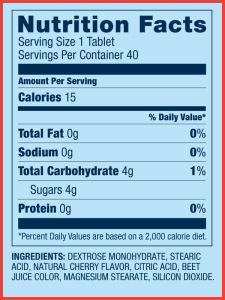 Nutrition Facts
Serving Size 1 Tablet
Servings Per Container 40
Amount Per Serving
Calories 15
% Daily Value*
Total Fat 0g 0%
Sodium 0g 0%
Total Carbohydrate 4g 1%
Sugars 4g
Protein 0g 0%
*Percent Daily Values are based on a 2,000 calorie diet.
INGREDIENTS: DEXTROSE MONOHYDRATE, STEARIC
ACID, NATURAL CHERRY FLAVOR, CITRIC ACID, BEET
JUICE COLOR, MAGNESIUM STEARATE, SILICON DIOXIDE.